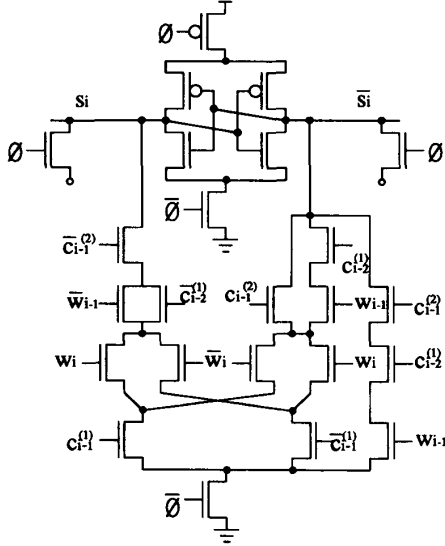 Ø
Si S̅i̅
Ø Ø
Ø̅
C̅i-1⁽²⁾ C̅i-2⁽¹⁾
W̅i-1 C̅i-2⁽¹⁾ Ci-1⁽²⁾ Wi-1 Ci-1⁽²⁾
Wi W̅i Wi Ci-2⁽¹⁾
Ci-1⁽¹⁾ C̅i-1⁽¹⁾ Wi-1
Ø̅